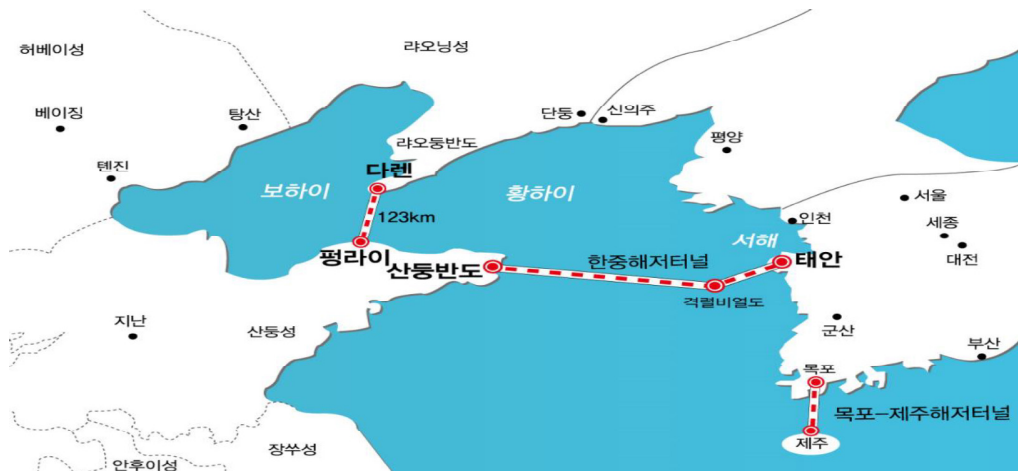 허베이성
랴오닝성
베이징
탕산
단둥
신의주
평양
톈진
랴오둥반도
다롄
보하이
황하이
123km
서울
인천
세종
서해
대전
펑라이
산둥반도
한중해저터널
태안
격렬비열도
지난
산둥성
군산
부산
목포
목포-제주해저터널
제주
장쑤성
안후이성